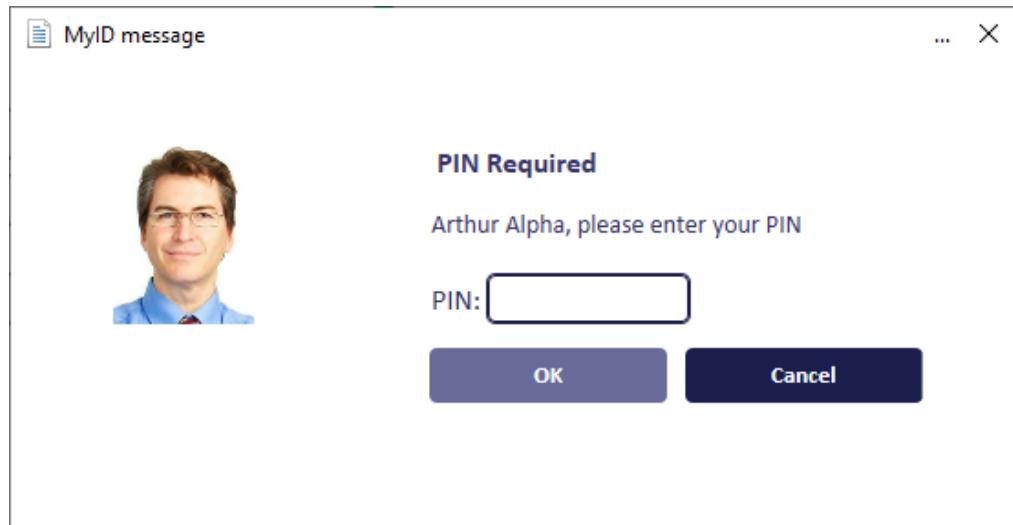 MyID message
...
PIN Required
Arthur Alpha, please enter your PIN
PIN:
OK Cancel